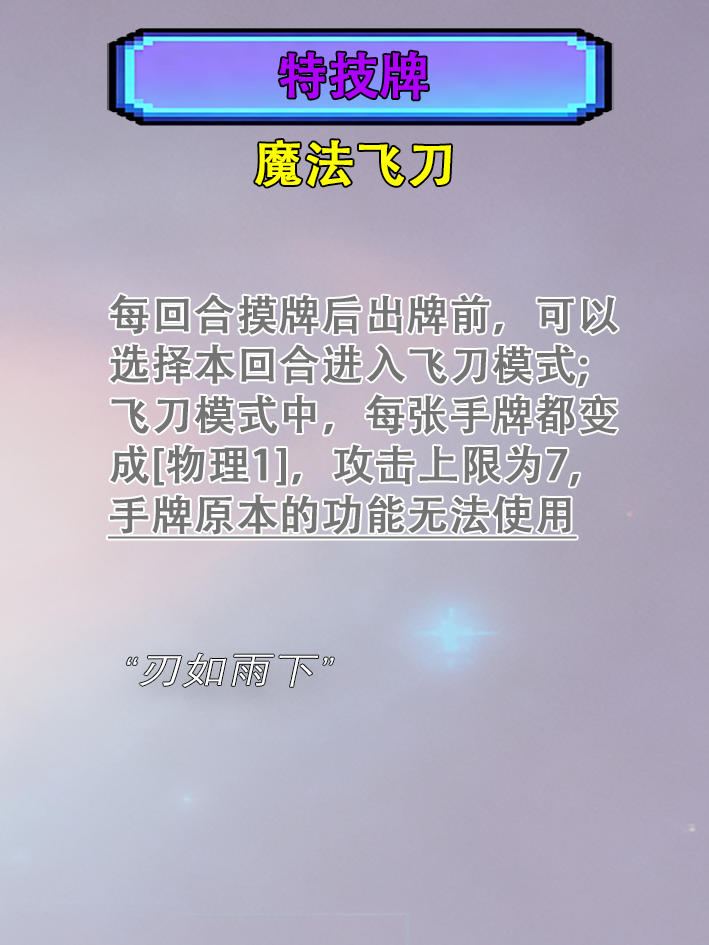 特技牌
魔法飞刀
每回合摸牌后出牌前，可以
选择本回合进入飞刀模式;
飞刀模式中，每张手牌都变
成[物理1]，攻击上限为7,
手牌原本的功能无法使用
“刃如雨下”